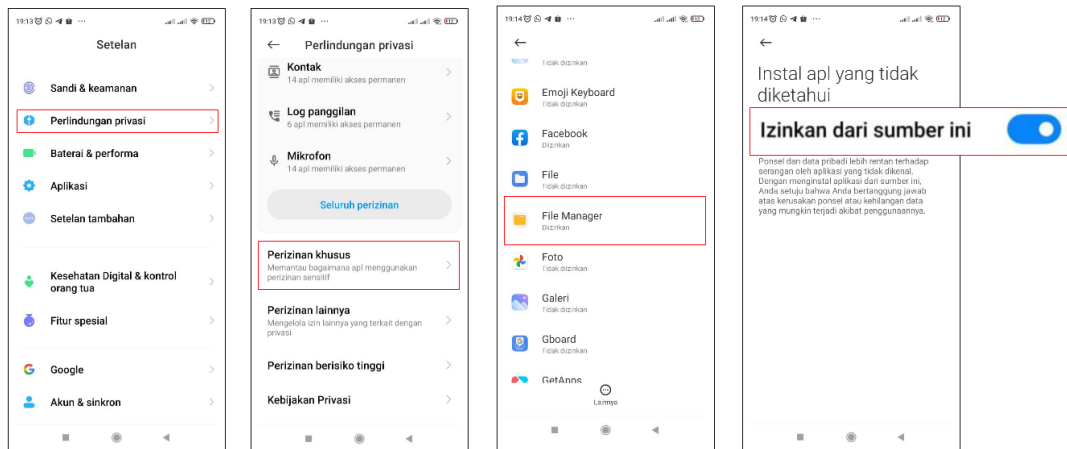 19:13
Setelan
Sandi & keamanan
Perlindungan privasi
Baterai & performa
Aplikasi
Setelan tambahan
Kesehatan Digital & kontrol
orang tua
Fitur spesial
Google
Akun & sinkron
19:13
Perlindungan privasi
Kontak
14 apl memiliki akses permanen
Log panggilan
6 apl memiliki akses permanen
Mikrofon
14 apl memiliki akses permanen
Seluruh perizinan
Perizinan khusus
Memantau bagaimana apl menggunakan
perizinan sensitif
Perizinan lainnya
Mengelola izin lainnya yang terkait dengan
privasi
Perizinan berisiko tinggi
Kebijakan Privasi
19:14
Tidak diizinkan
Emoji Keyboard
Tidak diizinkan
Facebook
Diizinkan
File
Tidak diizinkan
File Manager
Diizinkan
Foto
Tidak diizinkan
Galeri
Tidak diizinkan
Gboard
Tidak diizinkan
GetApps
Lainnya
19:14
Instal apl yang tidak
diketahui
Izinkan dari sumber ini
Ponsel dan data pribadi lebih rentan terhadap
serangan oleh aplikasi yang tidak dikenal.
Dengan menginstal aplikasi dari sumber ini,
Anda setuju bahwa Anda bertanggung jawab
atas kerusakan ponsel atau kehilangan data
yang mungkin terjadi akibat penggunaannya.